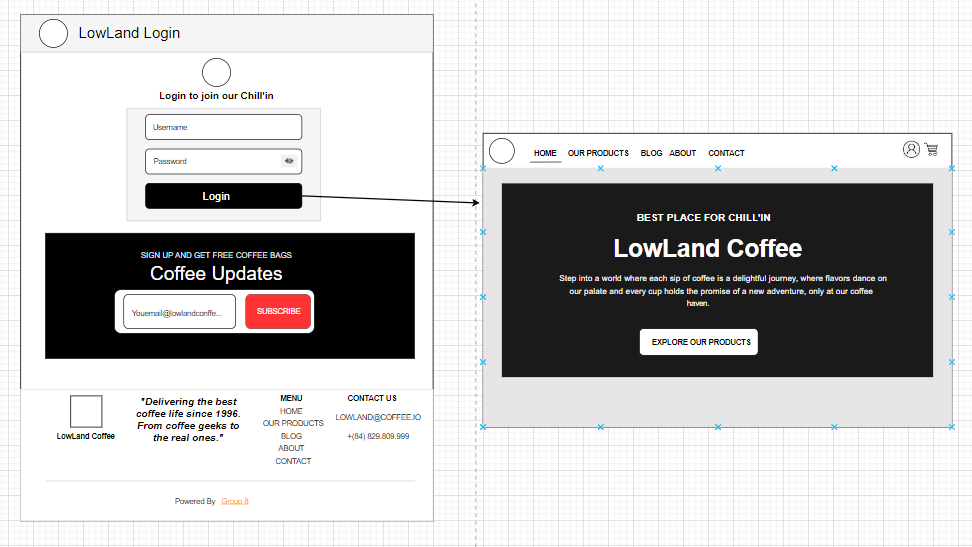 LowLand Login
Login to join our Chill'in
Username
Password
Login
SIGN UP AND GET FREE COFFEE BAGS
Coffee Updates
Youemail@lowlandconffe...
SUBSCRIBE
LowLand Coffee
"Delivering the best
coffee life since 1996.
From coffee geeks to
the real ones."
MENU
HOME
OUR PRODUCTS
BLOG
ABOUT
CONTACT
CONTACT US
LOWLAND@COFFEE.IO
+(84) 829.809.999
Powered By Group 8
HOME OUR PRODUCTS BLOG ABOUT CONTACT
BEST PLACE FOR CHILL'IN
LowLand Coffee
Step into a world where each sip of coffee is a delightful journey, where flavors dance on
our palate and every cup holds the promise of a new adventure, only at our coffee
haven.
EXPLORE OUR PRODUCTS